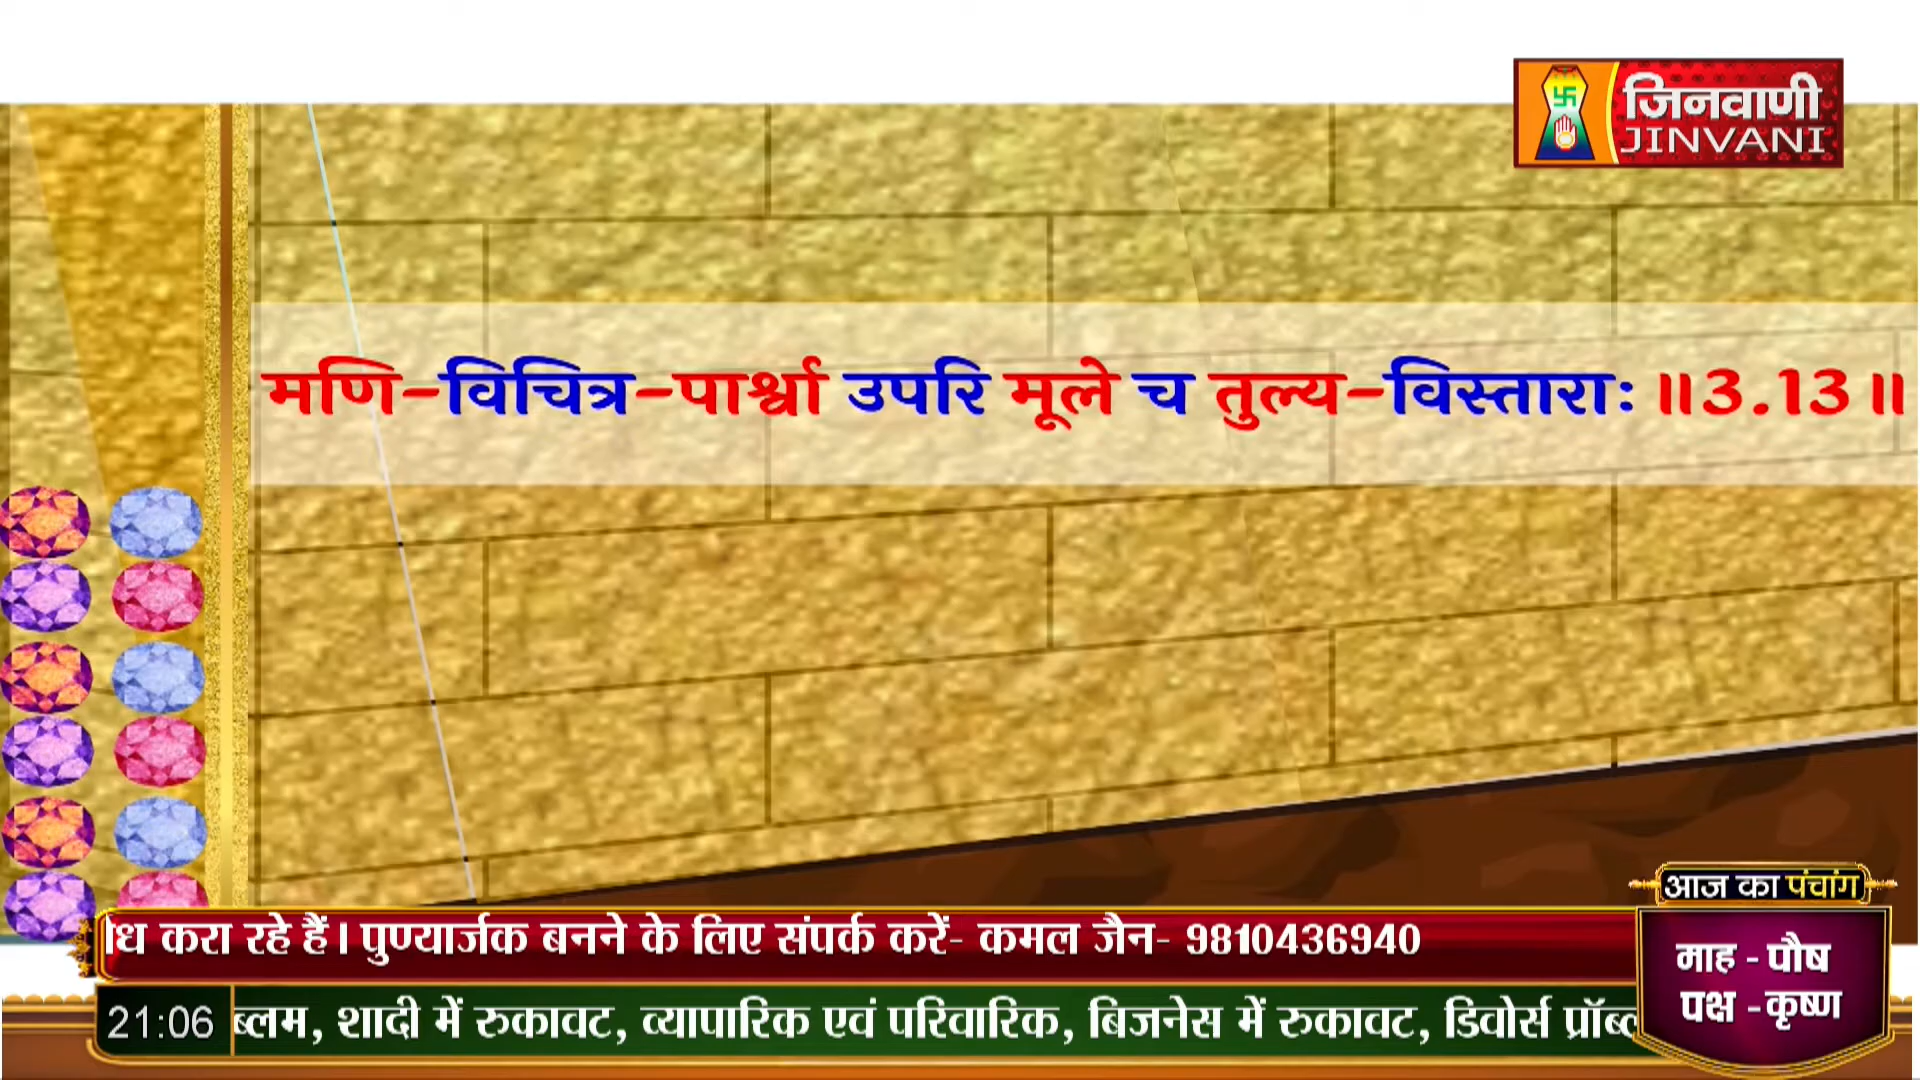 जिनवाणी
JINVANI
मणि-विचित्र-पार्श्वा उपरि मूले च तुल्य-विस्ताराः ॥3.13॥
आज का पंचांग
करा रहे हैं। पुण्यार्जक बनने के लिए संपर्क करें- कमल जैन- 9810436940
माह - पौष
पक्ष - कृष्ण
21:06 ब्लम, शादी में रुकावट, व्यापारिक एवं परिवारिक, बिजनेस में रुकावट, डिवोर्स